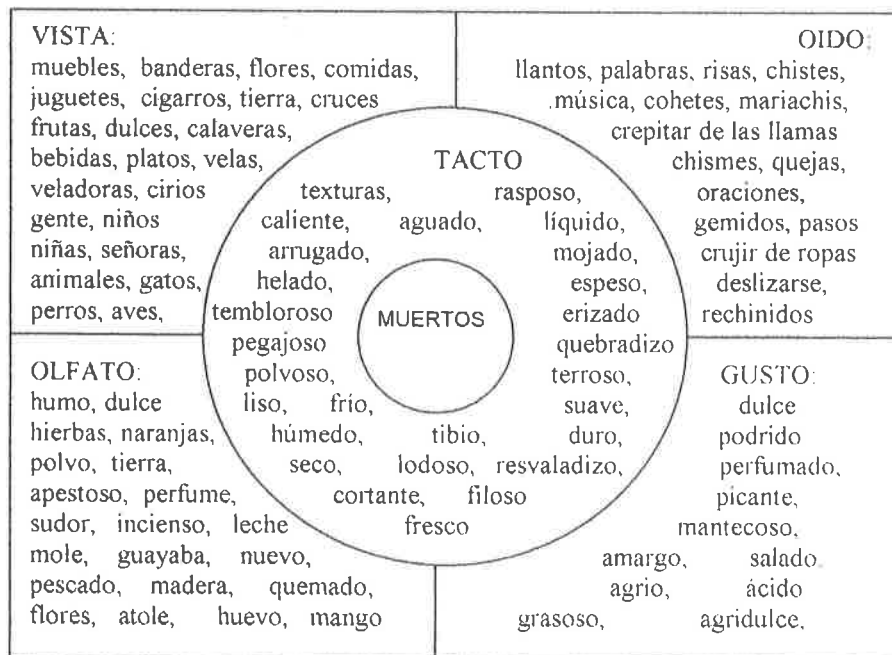 VISTA:
muebles, banderas, flores, comidas,
juguetes, cigarros, tierra, cruces
frutas, dulces, calaveras,
bebidas, platos, velas,
veladoras, cirios
gente, niños
niñas, señoras,
animales, gatos,
perros, aves,
OIDO:
llantos, palabras, risas, chistes,
música, cohetes, mariachis,
crepitar de las llamas
chismes, quejas,
oraciones,
gemidos, pasos
crujir de ropas
deslizarse,
rechinidos
TACTO
texturas, rasposo,
caliente, aguado, líquido,
arrugado, mojado,
helado, espeso,
tembloroso erizado
pegajoso quebradizo
polvoso, terroso,
liso, frío, suave,
húmedo, tibio, duro,
seco, lodoso, resvaladizo,
cortante, filoso
fresco
MUERTOS
OLFATO:
humo, dulce
hierbas, naranjas,
polvo, tierra,
apestoso, perfume,
sudor, incienso, leche
mole, guayaba, nuevo,
pescado, madera, quemado,
flores, atole, huevo, mango
GUSTO:
dulce
podrido
perfumado,
picante,
mantecoso,
amargo, salado
agrio, ácido
grasoso, agridulce,